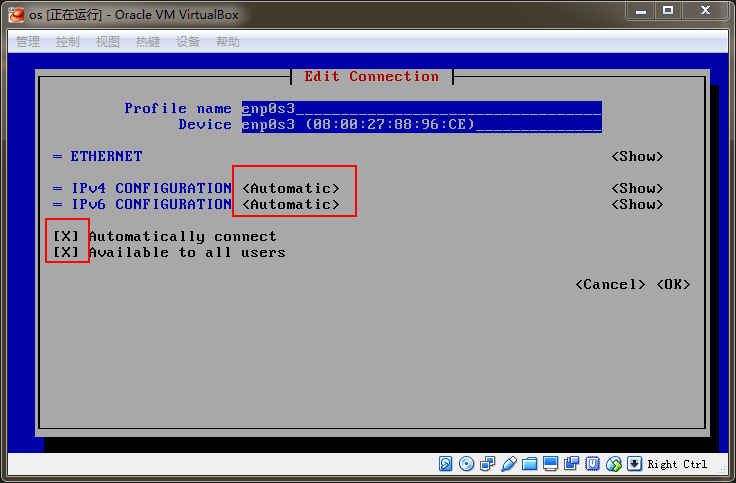 os [正在运行] - Oracle VM VirtualBox
管理 控制 视图 热键 设备 帮助
Edit Connection
Profile name enp0s3
Device enp0s3 (08:00:27:88:96:CE)
= ETHERNET <Show>
= IPv4 CONFIGURATION <Automatic> <Show>
= IPv6 CONFIGURATION <Automatic> <Show>
[X] Automatically connect
[X] Available to all users
<Cancel> <OK>
Right Ctrl